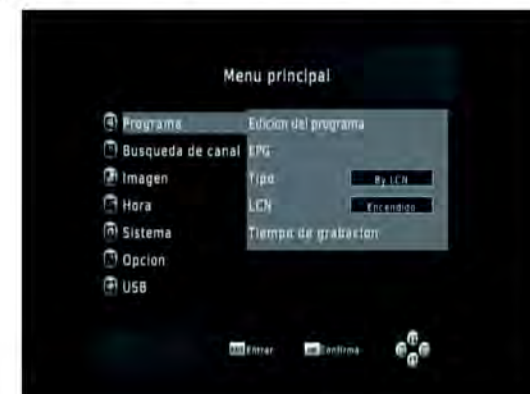 Menu principal
Programa
Edicion del programa
Busqueda de canal
EPG
Imagen
Tipo
By LCN
Hora
LCN
Encendido
Sistema
Tiempo de grabacion
Opcion
USB
Entrar
Confirma